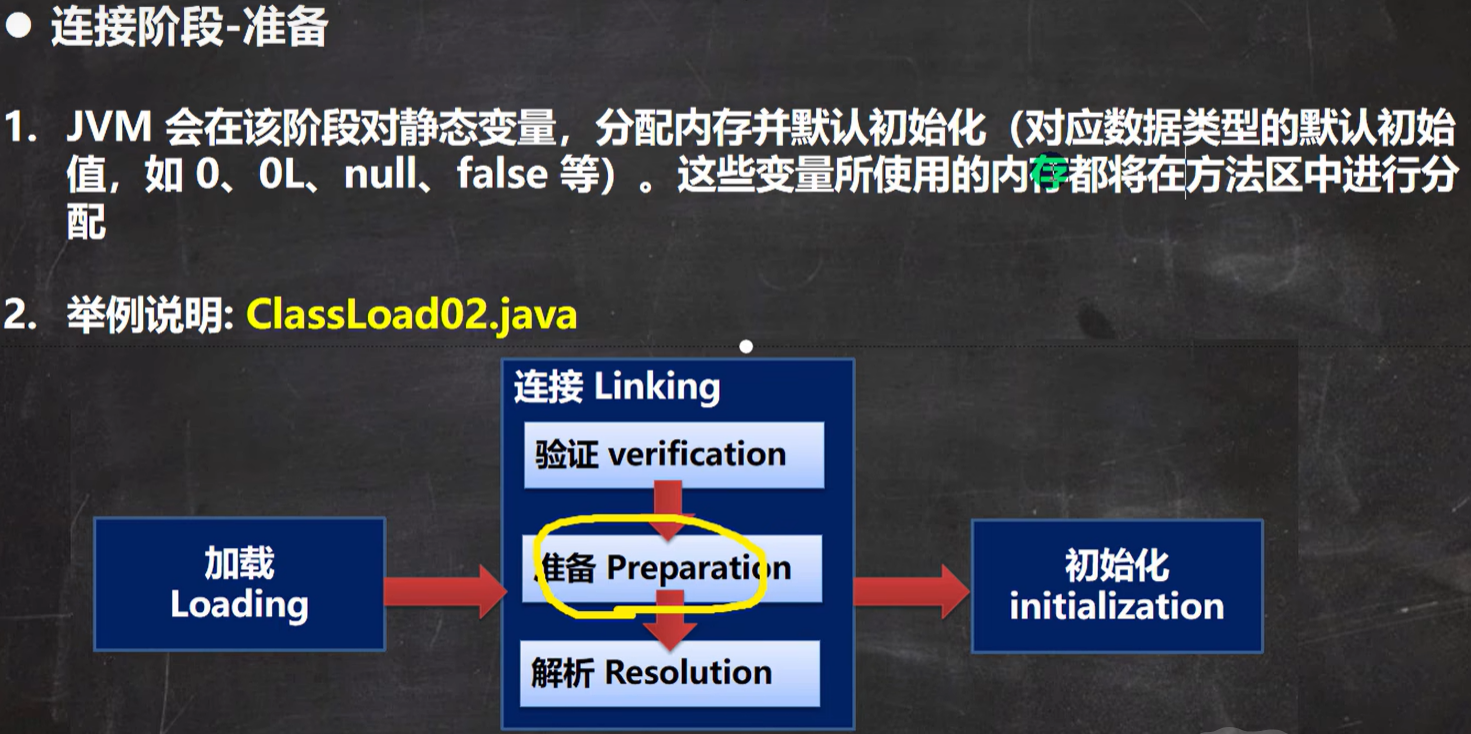 ● 连接阶段-准备
1. JVM 会在该阶段对静态变量，分配内存并默认初始化（对应数据类型的默认初始
值，如 0、0L、null、false 等）。这些变量所使用的内存都将在方法区中进行分
配
2. 举例说明: ClassLoad02.java
连接 Linking
验证 verification
准备 Preparation
解析 Resolution
加载
Loading
初始化
initialization